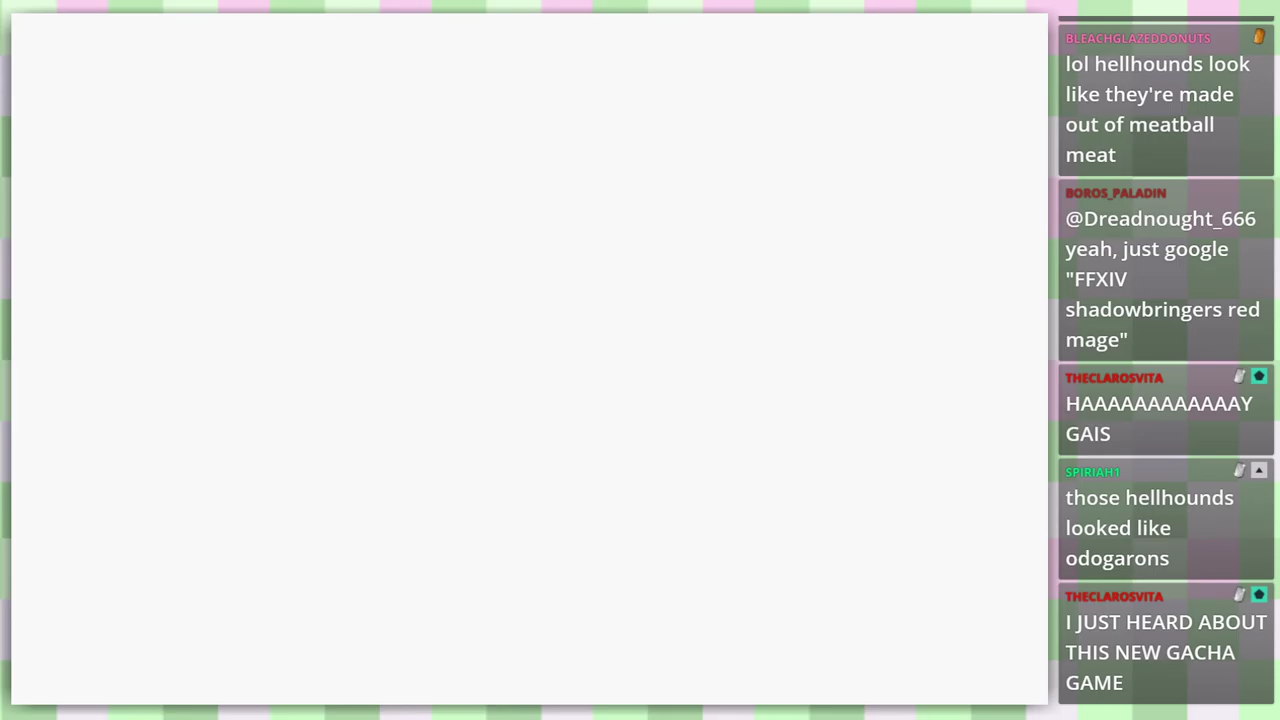 BLEACHGLAZEDDONUTS
lol hellhounds look
like they're made
out of meatball
meat
BOROS_PALADIN
@Dreadnought_666
yeah, just google
"FFXIV
shadowbringers red
mage"
THECLAROSVITA
HAAAAAAAAAAAAY
GAIS
SPIRIAH1
those hellhounds
looked like
odogarons
THECLAROSVITA
I JUST HEARD ABOUT
THIS NEW GACHA
GAME